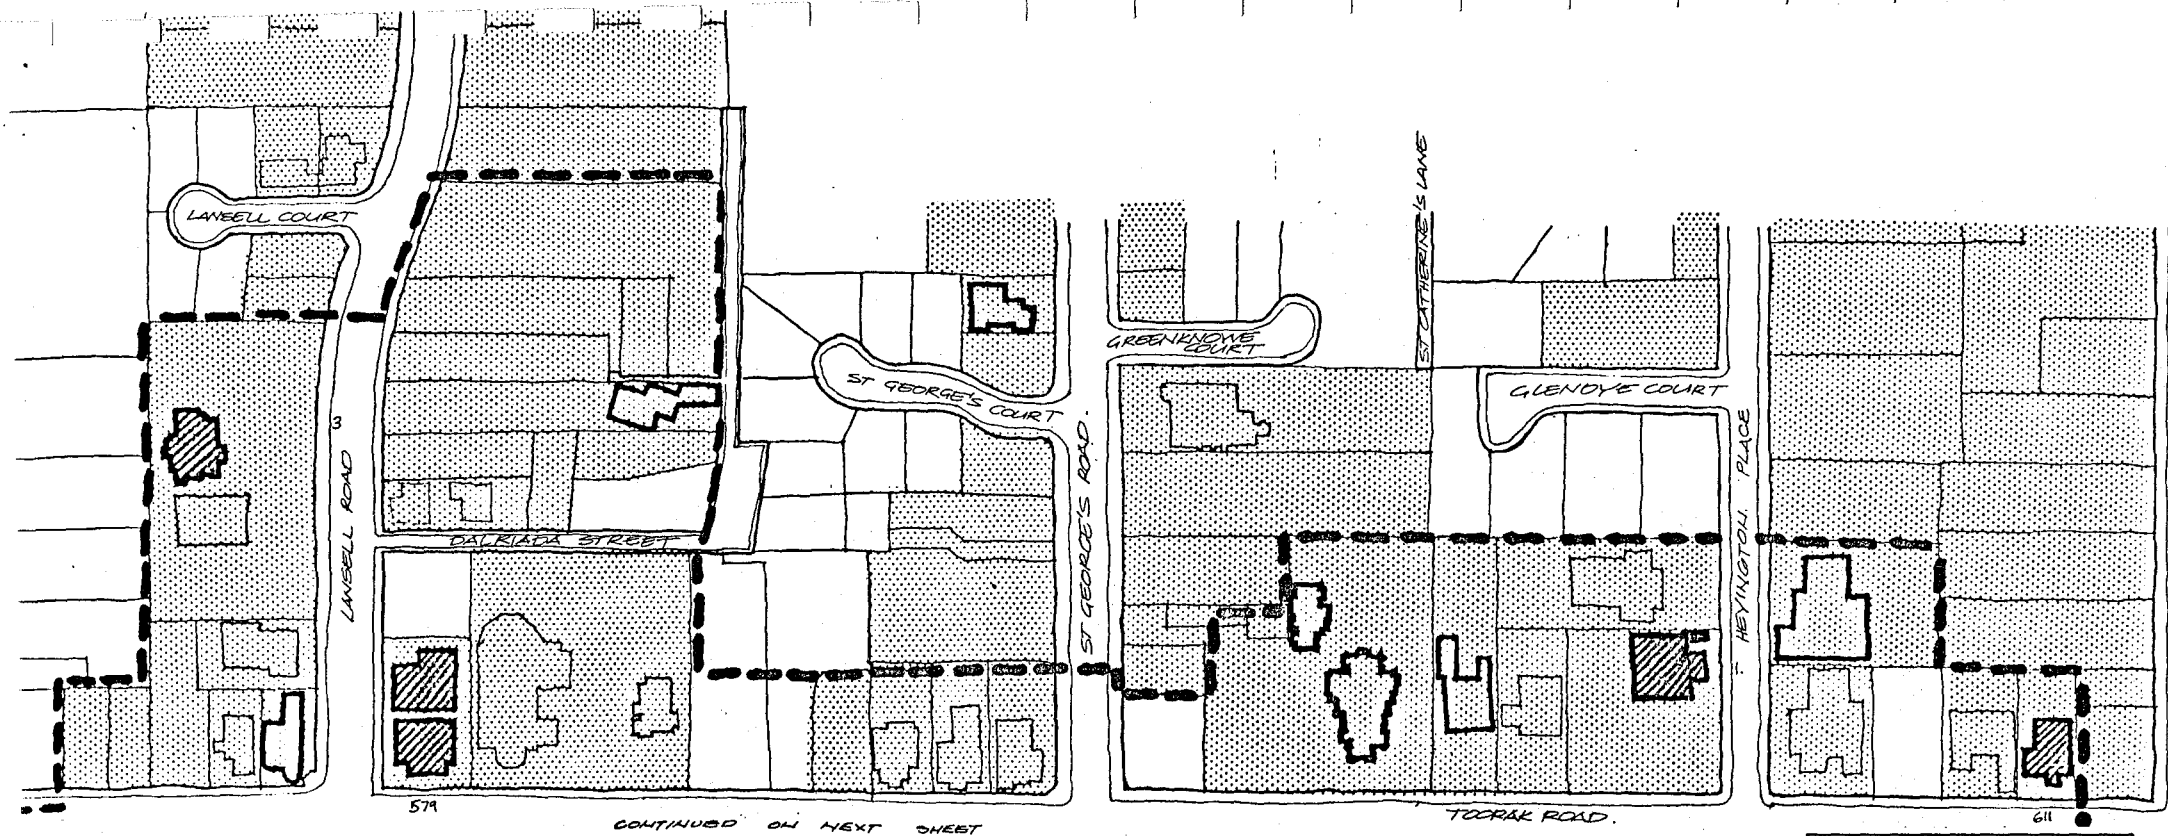 ST CATHERINE'S LANE
LANSELL COURT
GREENKNOWE
COURT
ST GEORGE'S COURT
GLENDYE COURT
3
LANSELL ROAD
ST GEORGE'S ROAD.
HEYINGTON PLACE
DALRIADA STREET
579
TOORAK ROAD.
611
CONTINUED ON NEXT SHEET